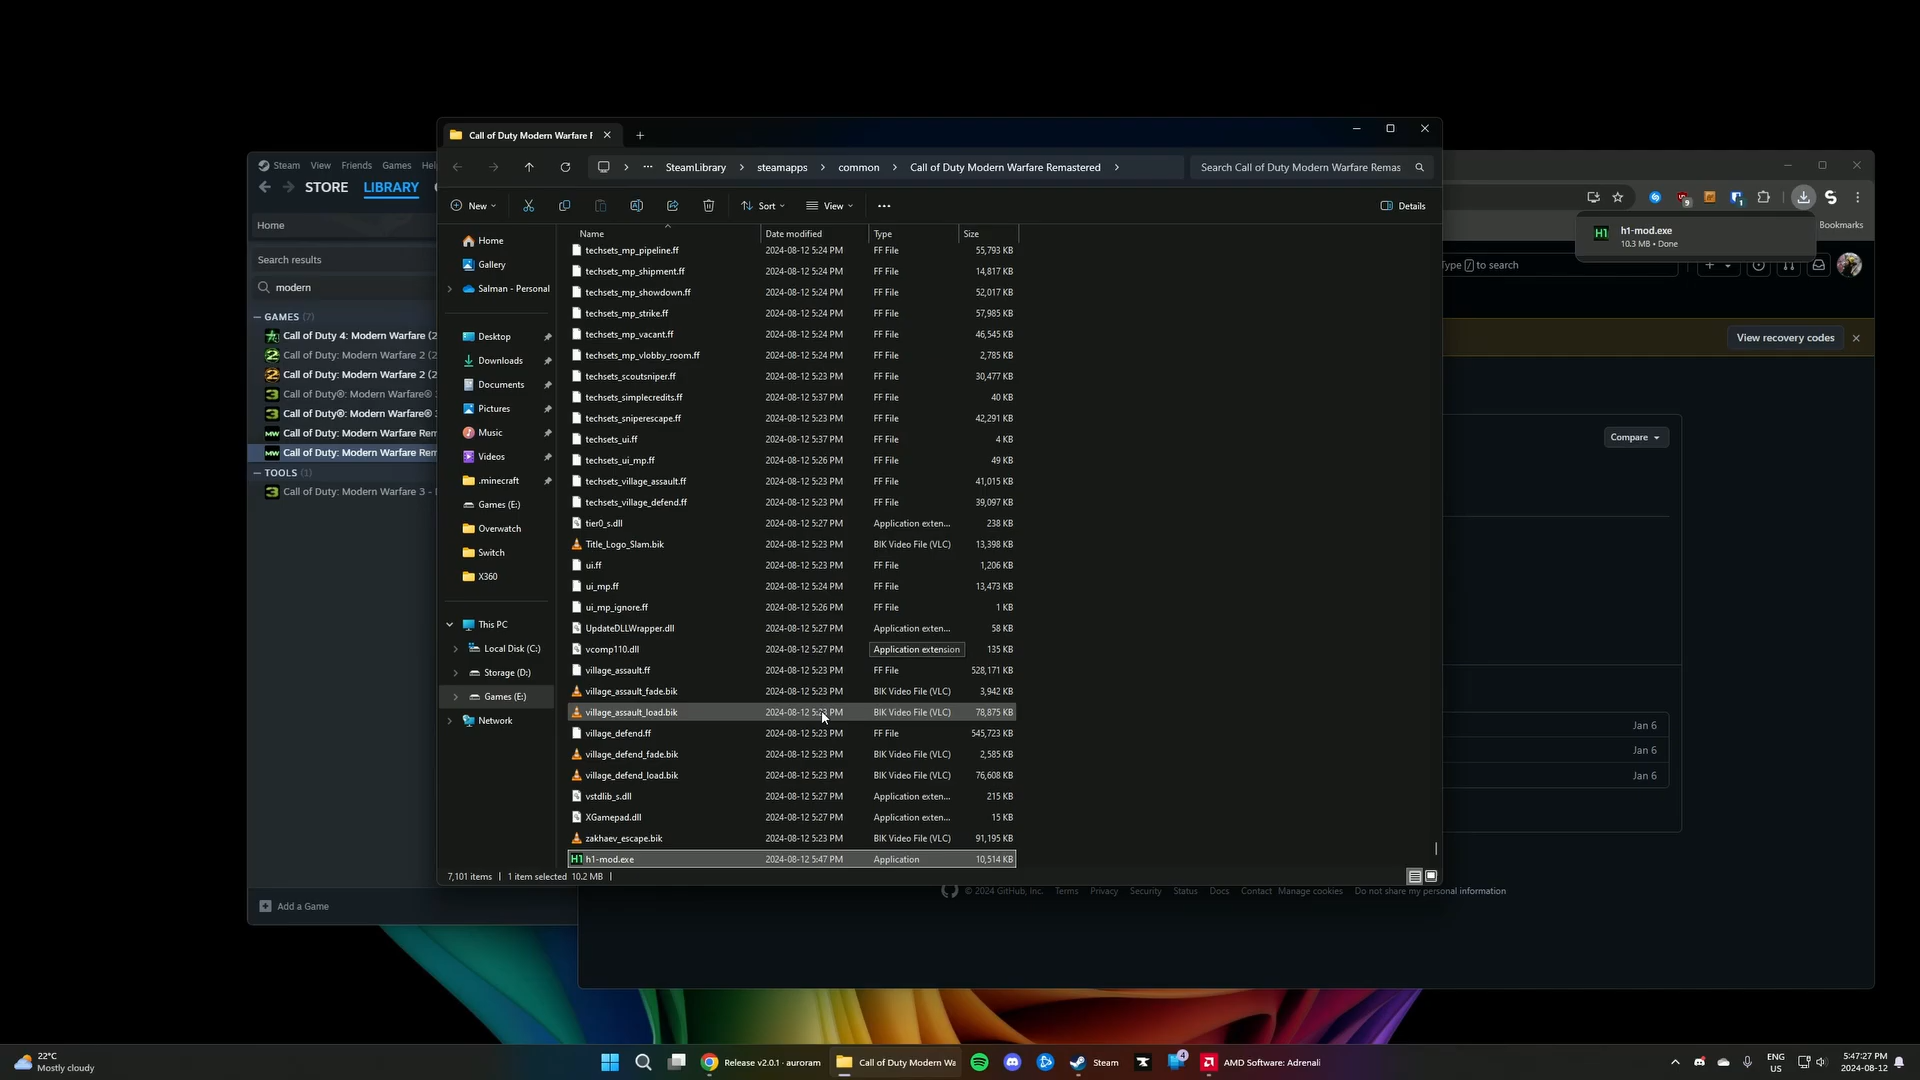 Call of Duty Modern Warfare F
Steam View Friends Games Hel
STORE LIBRARY
Home
Search results
modern
GAMES (7)
Call of Duty 4: Modern Warfare (2
Call of Duty: Modern Warfare 2 (2
Call of Duty: Modern Warfare 2 (2
Call of Duty®: Modern Warfare®
Call of Duty®: Modern Warfare®
Call of Duty: Modern Warfare Rem
Call of Duty: Modern Warfare Rem
TOOLS (1)
Call of Duty: Modern Warfare 3 -
Add a Game
SteamLibrary steamapps common Call of Duty Modern Warfare Remastered
Search Call of Duty Modern Warfare Remas
New Sort View Details
Home
Gallery
Salman - Personal
Desktop
Downloads
Documents
Pictures
Music
Videos
.minecraft
Games (E:)
Overwatch
Switch
X360
This PC
Local Disk (C:)
Storage (D:)
Games (E:)
Network
Name Date modified Type Size
techsets_mp_pipeline.ff 2024-08-12 5:24 PM FF File 55,793 KB
techsets_mp_shipment.ff 2024-08-12 5:24 PM FF File 14,817 KB
techsets_mp_showdown.ff 2024-08-12 5:24 PM FF File 52,017 KB
techsets_mp_strike.ff 2024-08-12 5:24 PM FF File 57,985 KB
techsets_mp_vacant.ff 2024-08-12 5:24 PM FF File 46,545 KB
techsets_mp_vlobby_room.ff 2024-08-12 5:24 PM FF File 2,785 KB
techsets_scoutsniper.ff 2024-08-12 5:23 PM FF File 30,477 KB
techsets_simplecredits.ff 2024-08-12 5:37 PM FF File 40 KB
techsets_sniperescape.ff 2024-08-12 5:23 PM FF File 42,291 KB
techsets_ui.ff 2024-08-12 5:37 PM FF File 4 KB
techsets_ui_mp.ff 2024-08-12 5:26 PM FF File 49 KB
techsets_village_assault.ff 2024-08-12 5:23 PM FF File 41,015 KB
techsets_village_defend.ff 2024-08-12 5:23 PM FF File 39,097 KB
tier0_s.dll 2024-08-12 5:27 PM Application exten... 238 KB
Title_Logo_Slam.bik 2024-08-12 5:23 PM BIK Video File (VLC) 13,398 KB
ui.ff 2024-08-12 5:23 PM FF File 1,206 KB
ui_mp.ff 2024-08-12 5:24 PM FF File 13,473 KB
ui_mp_ignore.ff 2024-08-12 5:26 PM FF File 1 KB
UpdateDLLWrapper.dll 2024-08-12 5:27 PM Application exten... 58 KB
vcomp110.dll 2024-08-12 5:27 PM Application extension 135 KB
village_assault.ff 2024-08-12 5:23 PM FF File 528,171 KB
village_assault_fade.bik 2024-08-12 5:23 PM BIK Video File (VLC) 3,942 KB
village_assault_load.bik 2024-08-12 5:23 PM BIK Video File (VLC) 78,875 KB
village_defend.ff 2024-08-12 5:23 PM FF File 545,723 KB
village_defend_fade.bik 2024-08-12 5:23 PM BIK Video File (VLC) 2,585 KB
village_defend_load.bik 2024-08-12 5:23 PM BIK Video File (VLC) 76,608 KB
vstdlib_s.dll 2024-08-12 5:27 PM Application exten... 215 KB
XGamepad.dll 2024-08-12 5:27 PM Application exten... 15 KB
zakhaev_escape.bik 2024-08-12 5:23 PM BIK Video File (VLC) 91,195 KB
h1-mod.exe 2024-08-12 5:47 PM Application 10,514 KB
7,101 items 1 item selected 10.2 MB
Bookmarks
H1 h1-mod.exe
10.3 MB • Done
Type / to search
View recovery codes
Compare
Jan 6
Jan 6
Jan 6
© 2024 GitHub, Inc. Terms Privacy Security Status Docs Contact Manage cookies Do not share my personal information
22°C
Mostly cloudy
Release v2.0.1 · auroram
Call of Duty Modern Wa
Steam
4
AMD Software: Adrenali
ENG
US
5:47:27 PM
2024-08-12